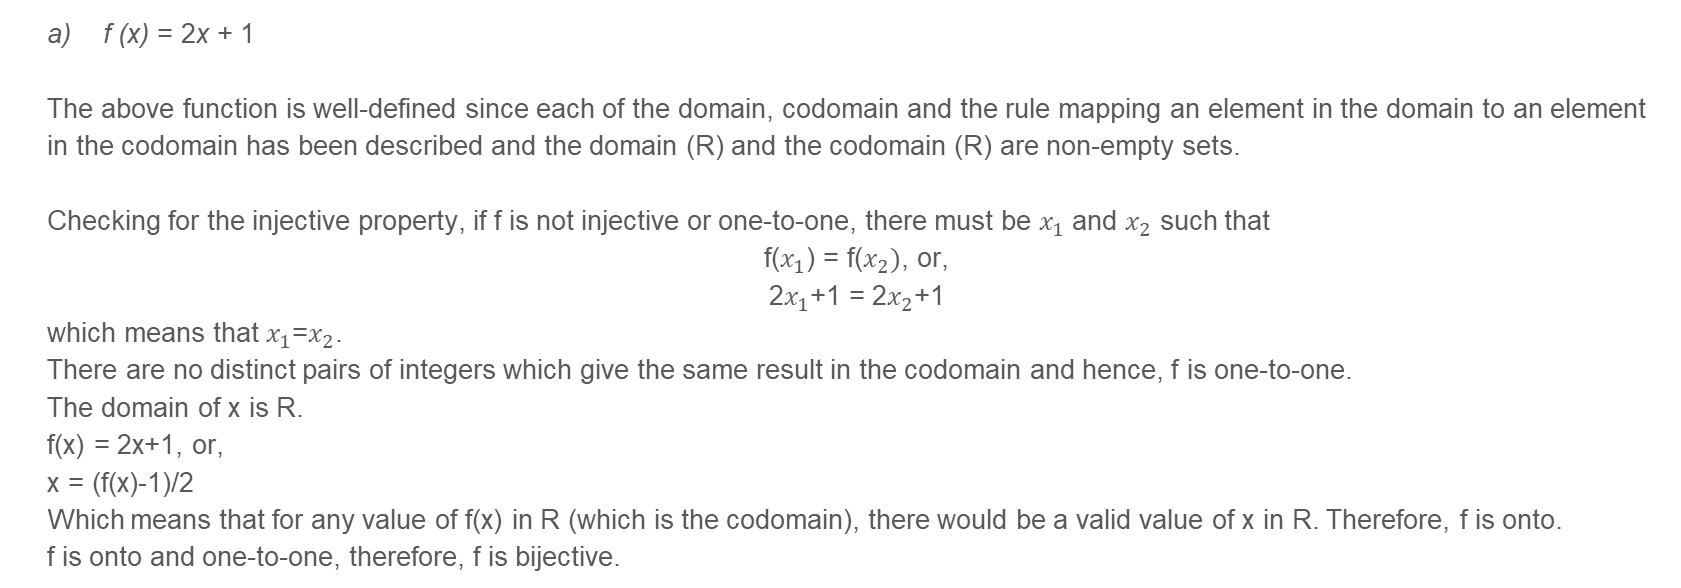 a) f (x) = 2x + 1
The above function is well-defined since each of the domain, codomain and the rule mapping an element in the domain to an element
in the codomain has been described and the domain (R) and the codomain (R) are non-empty sets.
Checking for the injective property, if f is not injective or one-to-one, there must be x₁ and x₂ such that
f(x₁) = f(x₂), or,
2x₁+1 = 2x₂+1
which means that x₁=x₂.
There are no distinct pairs of integers which give the same result in the codomain and hence, f is one-to-one.
The domain of x is R.
f(x) = 2x+1, or,
x = (f(x)-1)/2
Which means that for any value of f(x) in R (which is the codomain), there would be a valid value of x in R. Therefore, f is onto.
f is onto and one-to-one, therefore, f is bijective.